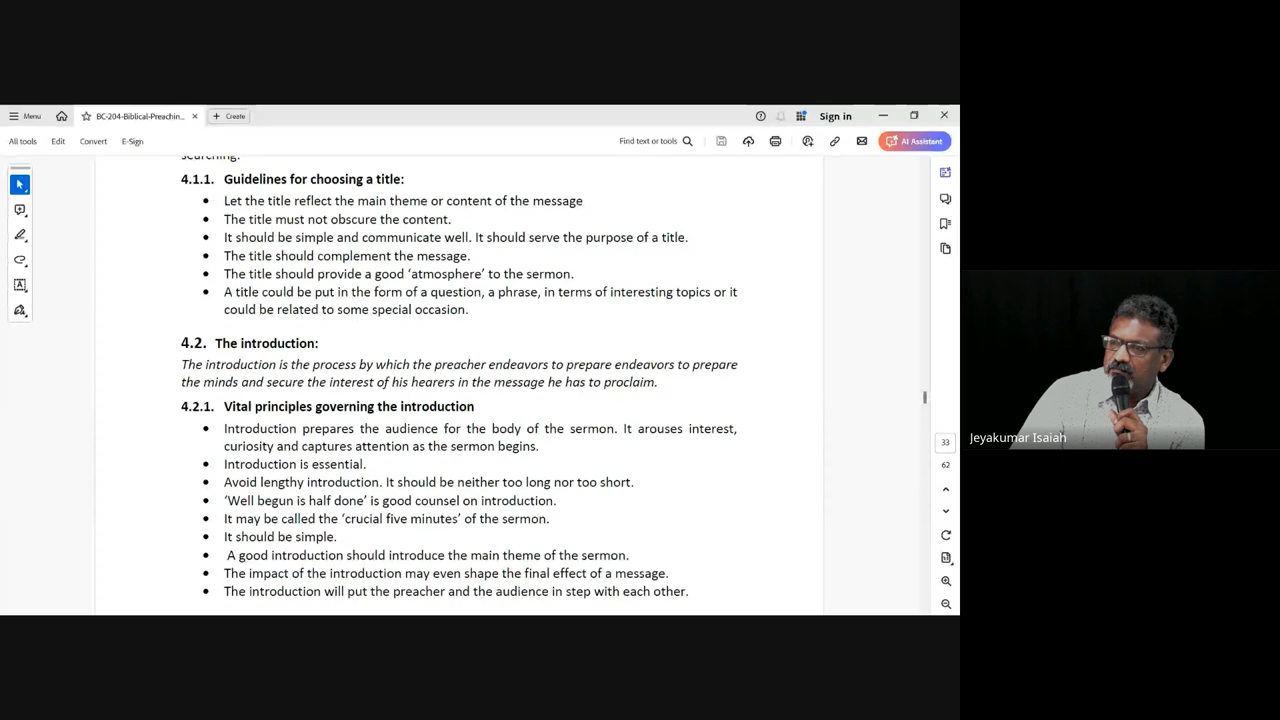 Menu
BC-204-Biblical-Preachin...
Create
Sign in
All tools
Edit
Convert
E-Sign
Find text or tools
AI Assistant
searching.
4.1.1. Guidelines for choosing a title:
• Let the title reflect the main theme or content of the message
• The title must not obscure the content.
• It should be simple and communicate well. It should serve the purpose of a title.
• The title should complement the message.
• The title should provide a good ‘atmosphere’ to the sermon.
• A title could be put in the form of a question, a phrase, in terms of interesting topics or it
could be related to some special occasion.
4.2. The introduction:
The introduction is the process by which the preacher endeavors to prepare endeavors to prepare
the minds and secure the interest of his hearers in the message he has to proclaim.
4.2.1. Vital principles governing the introduction
• Introduction prepares the audience for the body of the sermon. It arouses interest,
curiosity and captures attention as the sermon begins.
• Introduction is essential.
• Avoid lengthy introduction. It should be neither too long nor too short.
• ‘Well begun is half done’ is good counsel on introduction.
• It may be called the ‘crucial five minutes’ of the sermon.
• It should be simple.
• A good introduction should introduce the main theme of the sermon.
• The impact of the introduction may even shape the final effect of a message.
• The introduction will put the preacher and the audience in step with each other.
33
62
Jeyakumar Isaiah